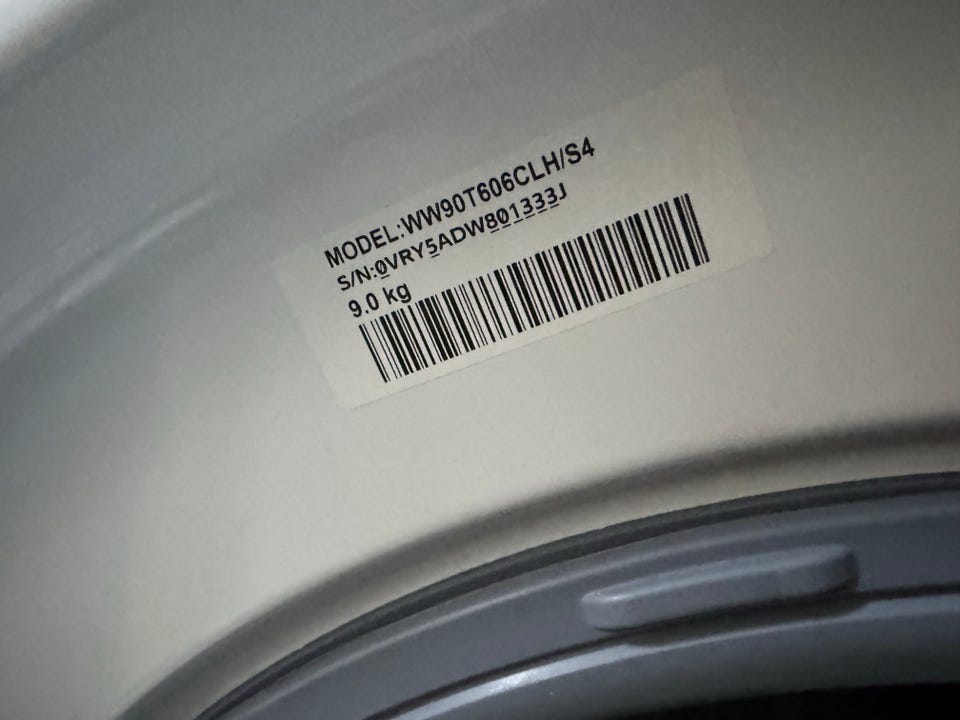 MODEL:WW90T606CLH/S4
S/N:0VRY5ADW801333J
9.0 kg